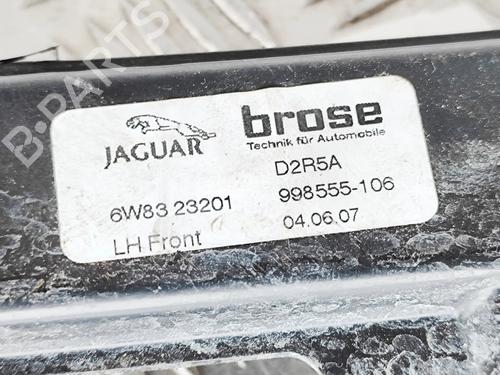 JAGUAR
brose
Technik für Automobile
D2R5A
6W83 23201
998555-106
LH Front
04.06.07
B-PARTS